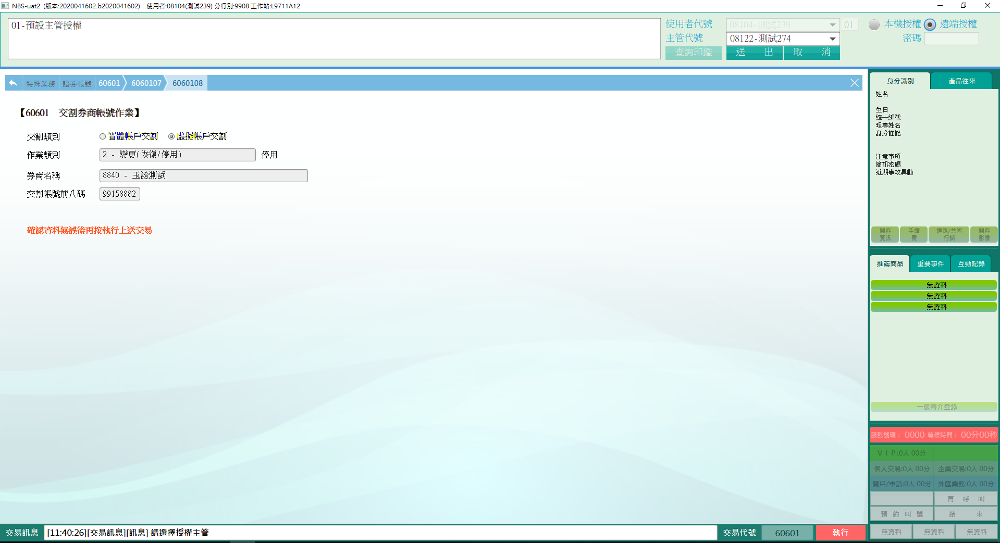 NBS-uat2 (版本:2020041602.b2020041602) 使用者:08104(測試239) 分行別:9908 工作站:L9711A12
01-預設主管授權
使用者代號 08104-測試239 01 本機授權 遠端授權
主管代號 08122-測試274 密碼
查詢印鑑 送 出 取 消
特殊業務 證券帳號 60601 6060107 6060108
【60601 交割券商帳號作業】
交割類別 實體帳戶交割 虛擬帳戶交割
作業類別 2 - 變更(恢復/停用) 停用
券商名稱 8840 - 玉證測試
交割帳號前八碼 99158882
確認資料無誤後再按執行上送交易
身分識別 產品往來
姓名
生日
統一編號
理專姓名
身分註記
注意事項
簡訊密碼
近期事故異動
顧客資訊 手續費 通路/共同行銷 顧客影像
推薦商品 重要事件 互動記錄
無資料
無資料
無資料
一般轉介登錄
服務號碼： 0000 等候時間： 00分00秒
ＶＩＰ:0人 00分
個人交易:0人 00分 企業交易:0人 00分
開戶/申請:0人 00分 外匯業務:0人 00分
再 呼 叫
預 約 叫 號 結 束
無資料 無資料 無資料
交易訊息 [11:40:26][交易訊息][訊息] 請選擇授權主管 交易代號 60601 執行